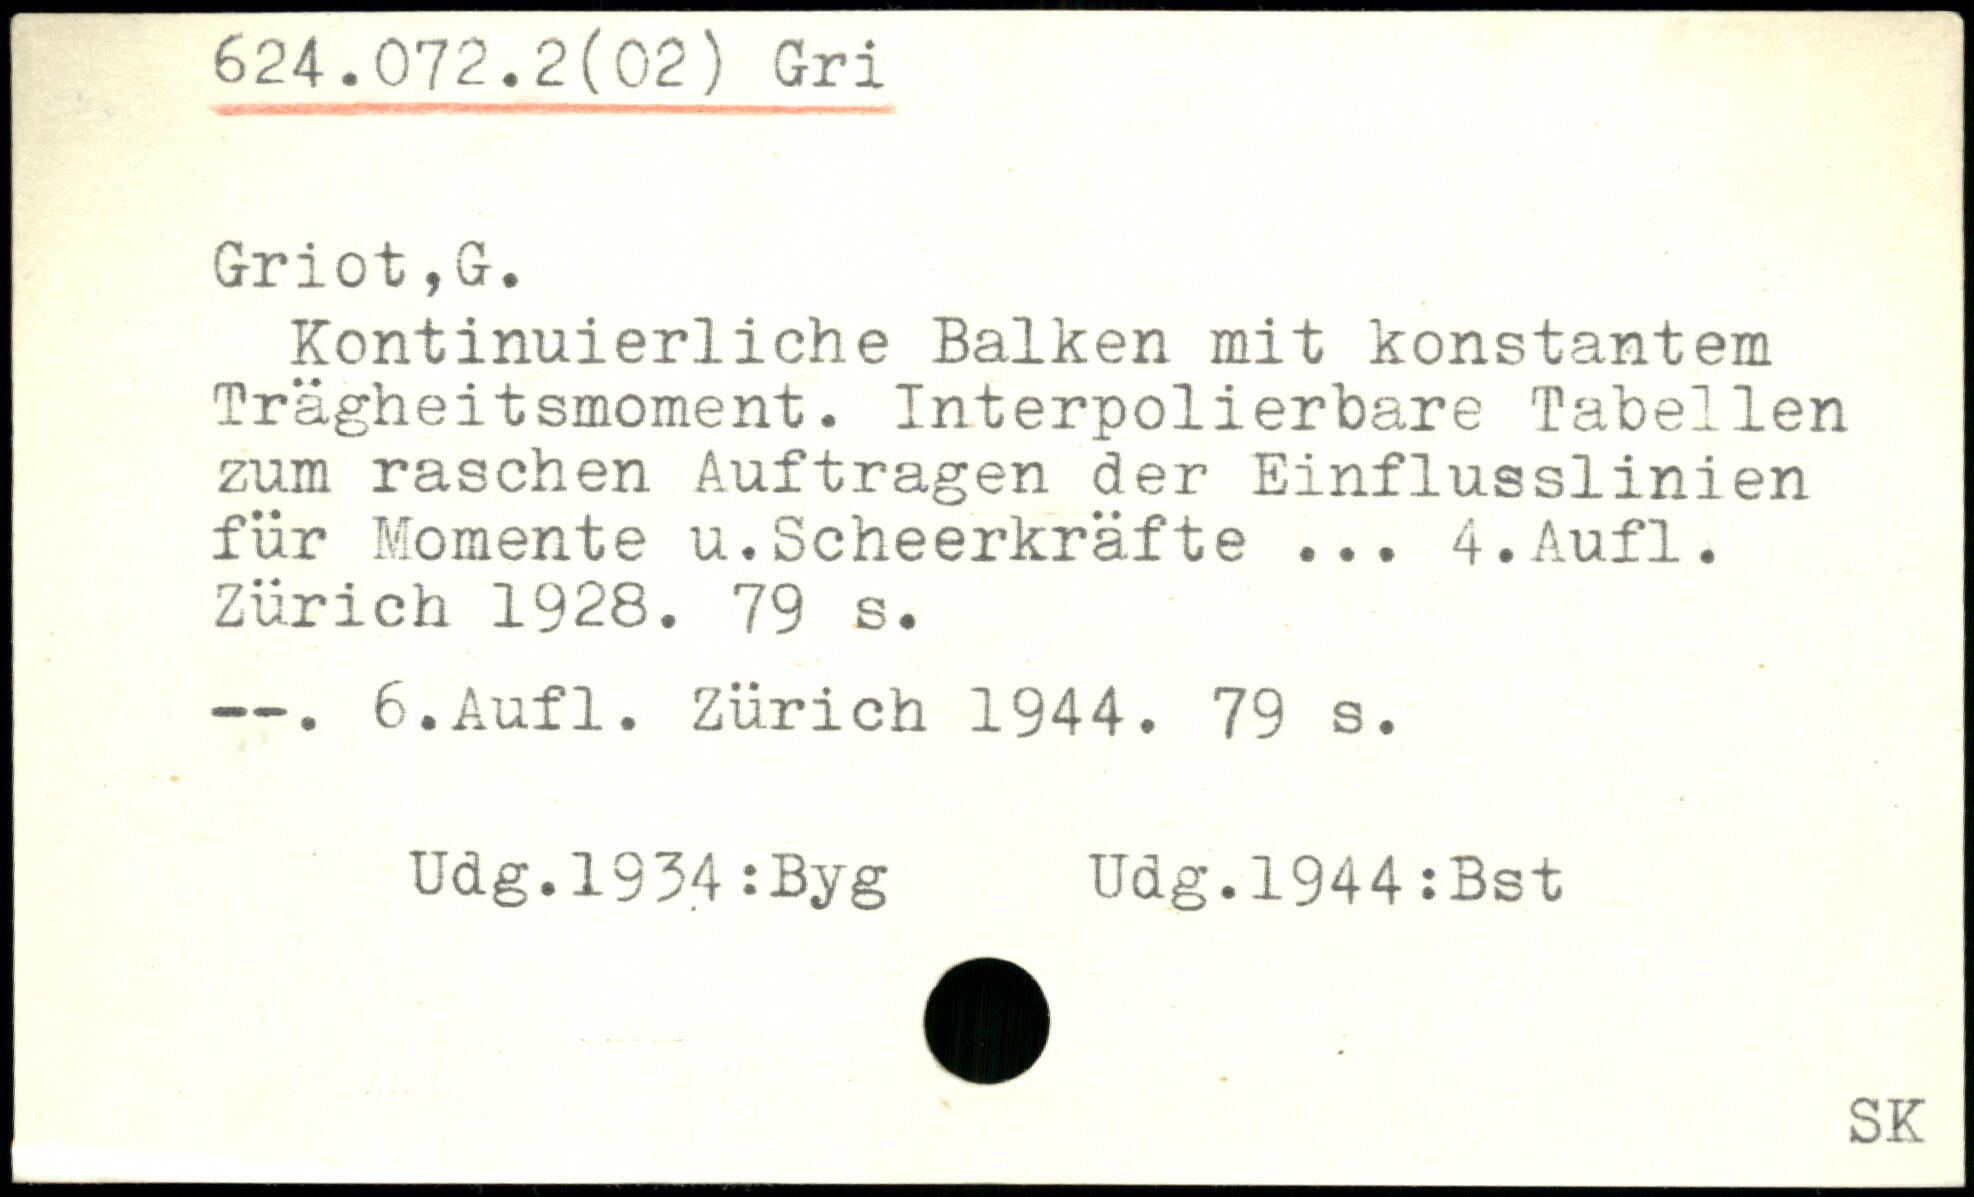 624.072.2(02) Gri
Griot,G.
Kontinuierliche Balken mit konstantem
Trägheitsmoment. Interpolierbare Tabellen
zum raschen Auftragen der Einflusslinien
für Momente u.Scheerkräfte ... 4.Aufl.
Zürich 1928. 79 s.
--. 6.Aufl. Zürich 1944. 79 s.
Udg.1934:Byg Udg.1944:Bst
SK